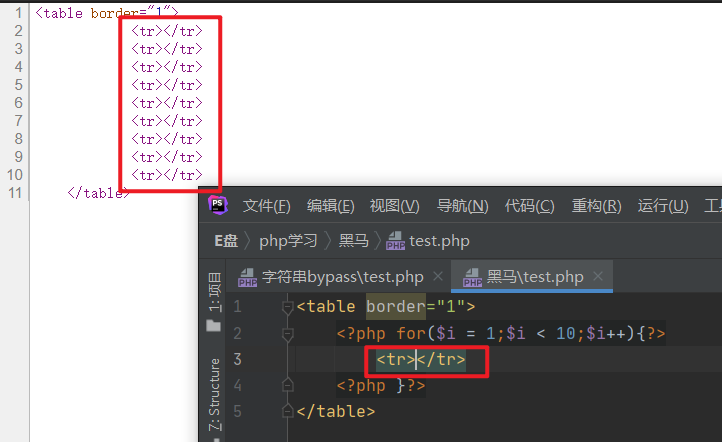 1 <table border="1">
2 <tr></tr>
3 <tr></tr>
4 <tr></tr>
5 <tr></tr>
6 <tr></tr>
7 <tr></tr>
8 <tr></tr>
9 <tr></tr>
10 <tr></tr>
11 </table>
PS 文件(F) 编辑(E) 视图(V) 导航(N) 代码(C) 重构(R) 运行(U)
E盘 php学习 黑马 PHP test.php
PHP 字符串bypass\test.php PHP 黑马\test.php
1: 项目
Z: Structure
1 <table border="1">
2 <?php for($i = 1;$i < 10;$i++){?>
3 <tr></tr>
4 <?php }?>
5 </table>